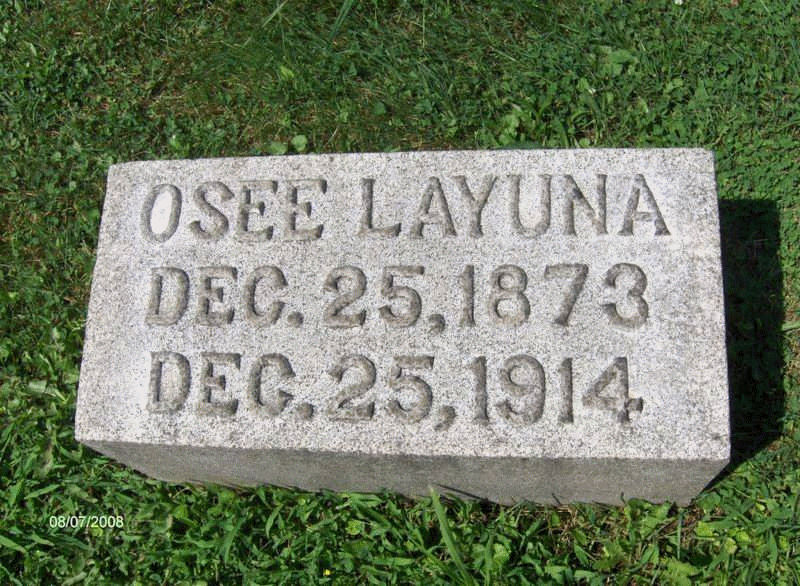 OSEE LAYUNA
DEC. 25, 1873
DEC. 25, 1914
08/07/2008